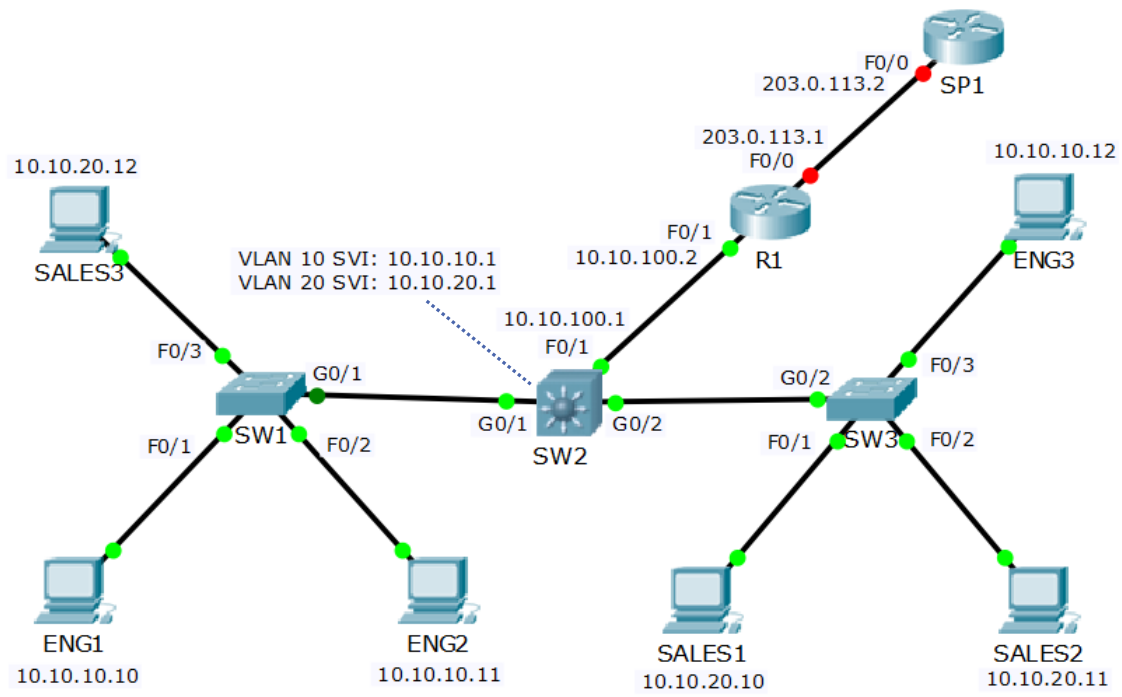 F0/0
SP1
203.0.113.2
203.0.113.1
F0/0
10.10.10.12
10.10.20.12
F0/1
R1
ENG3
SALES3
VLAN 10 SVI: 10.10.10.1
VLAN 20 SVI: 10.10.20.1
10.10.100.2
10.10.100.1
F0/1
F0/3
G0/1
G0/1
G0/2
G0/2
F0/3
SW1
F0/1
F0/2
SW2
F0/1
SW3
F0/2
ENG1
10.10.10.10
ENG2
10.10.10.11
SALES1
10.10.20.10
SALES2
10.10.20.11